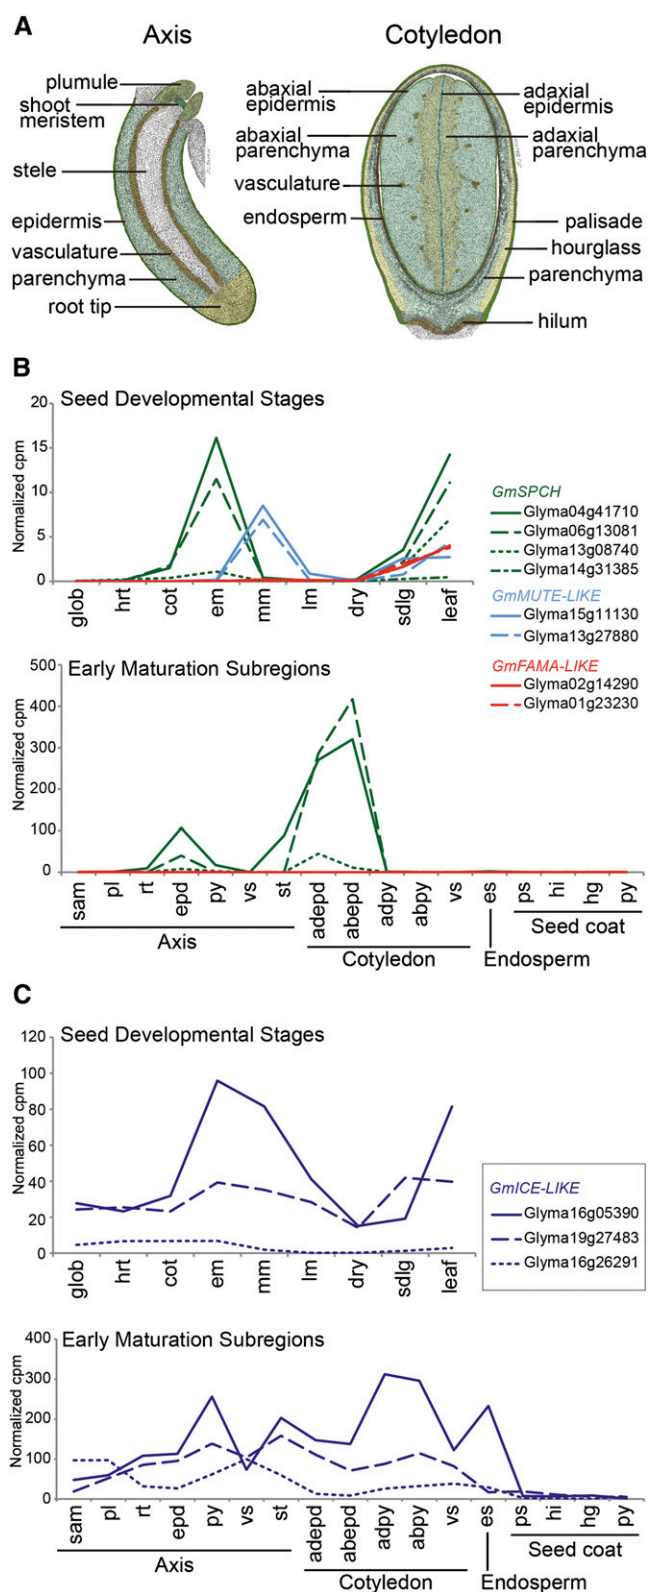 A
Axis
Cotyledon
plumule
shoot
meristem
stele
epidermis
vasculature
parenchyma
root tip
abaxial
epidermis
abaxial
parenchyma
vasculature
endosperm
adaxial
epidermis
adaxial
parenchyma
palisade
hourglass
parenchyma
hilum
B
Seed Developmental Stages
Normalized cpm
20
15
10
5
0
glob hrt cot em mm lm dry sdlg leaf
GmSPCH
Glyma04g41710
Glyma06g13081
Glyma13g08740
Glyma14g31385
GmMUTE-LIKE
Glyma15g11130
Glyma13g27880
GmFAMA-LIKE
Glyma02g14290
Glyma01g23230
Early Maturation Subregions
Normalized cpm
500
400
300
200
100
0
sam pl rt epd py vs st adepd abepd adpy abpy vs es ps hi hg py
Axis
Cotyledon
Endosperm
Seed coat
C
Seed Developmental Stages
Normalized cpm
120
100
80
60
40
20
0
glob hrt cot em mm lm dry sdlg leaf
GmICE-LIKE
Glyma16g05390
Glyma19g27483
Glyma16g26291
Early Maturation Subregions
Normalized cpm
400
300
200
100
0
sam pl rt epd py vs st adepd abepd adpy abpy vs es ps hi hg py
Axis
Cotyledon
Endosperm
Seed coat